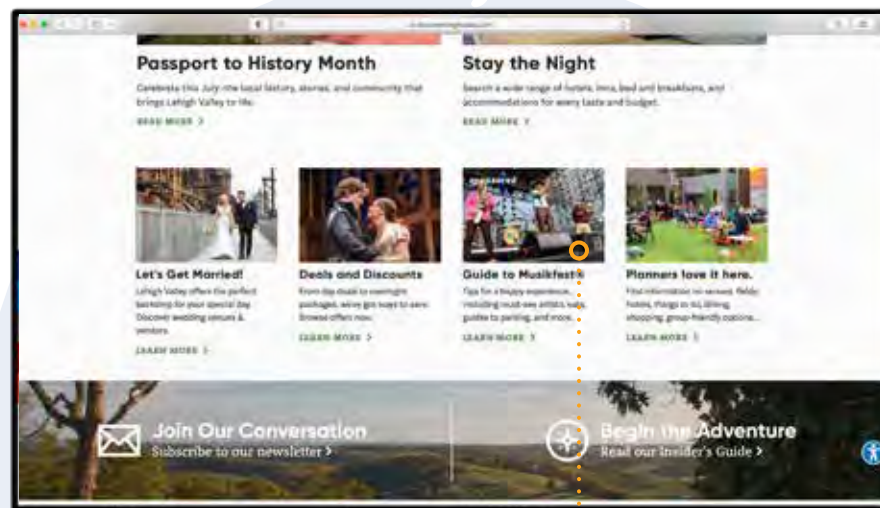 Passport to History Month
Celebrate this July the local history, stories, and community that
brings Lehigh Valley to life.
READ MORE >
Stay the Night
Search a wide range of hotels, inns, bed and breakfasts, and
accommodations for every taste and budget.
READ MORE >
sponsored
Let's Get Married!
Lehigh Valley offers the perfect
backdrop for your special day.
Discover wedding venues &
vendors.
LEARN MORE >
Deals and Discounts
From day deals to overnight
packages, we've got ways to save.
Browse offers now.
LEARN MORE >
Guide to Musikfest
Tips for a happy experience,
including must-see artists, eats,
guides to parking, and more.
LEARN MORE >
Planners love it here.
Find information on venues, fields,
hotels, things to do, dining,
shopping, group-friendly options...
LEARN MORE >
Join Our Conversation
Subscribe to our newsletter >
Begin the Adventure
Read our Insider's Guide >